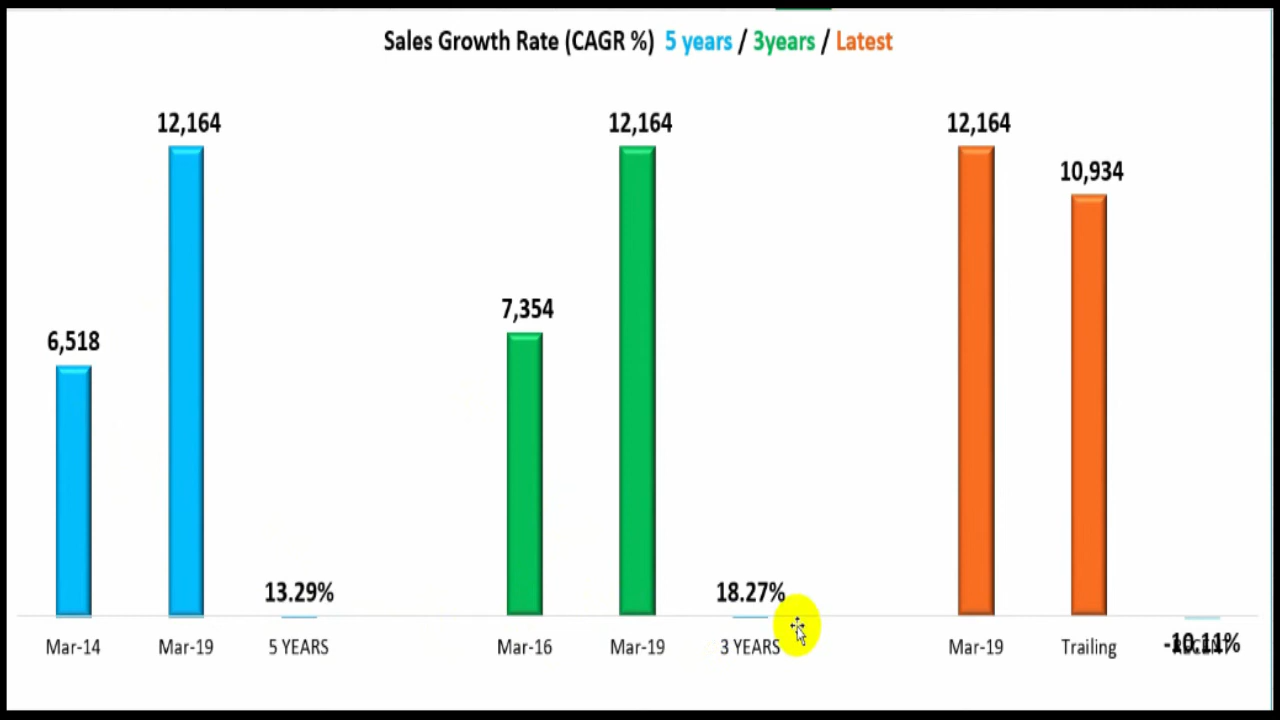 Sales Growth Rate (CAGR %) 5 years / 3years / Latest
12,164 12,164 12,164
10,934
7,354
6,518
13.29% 18.27%
-10.11%
Mar-14 Mar-19 5 YEARS Mar-16 Mar-19 3 YEARS Mar-19 Trailing